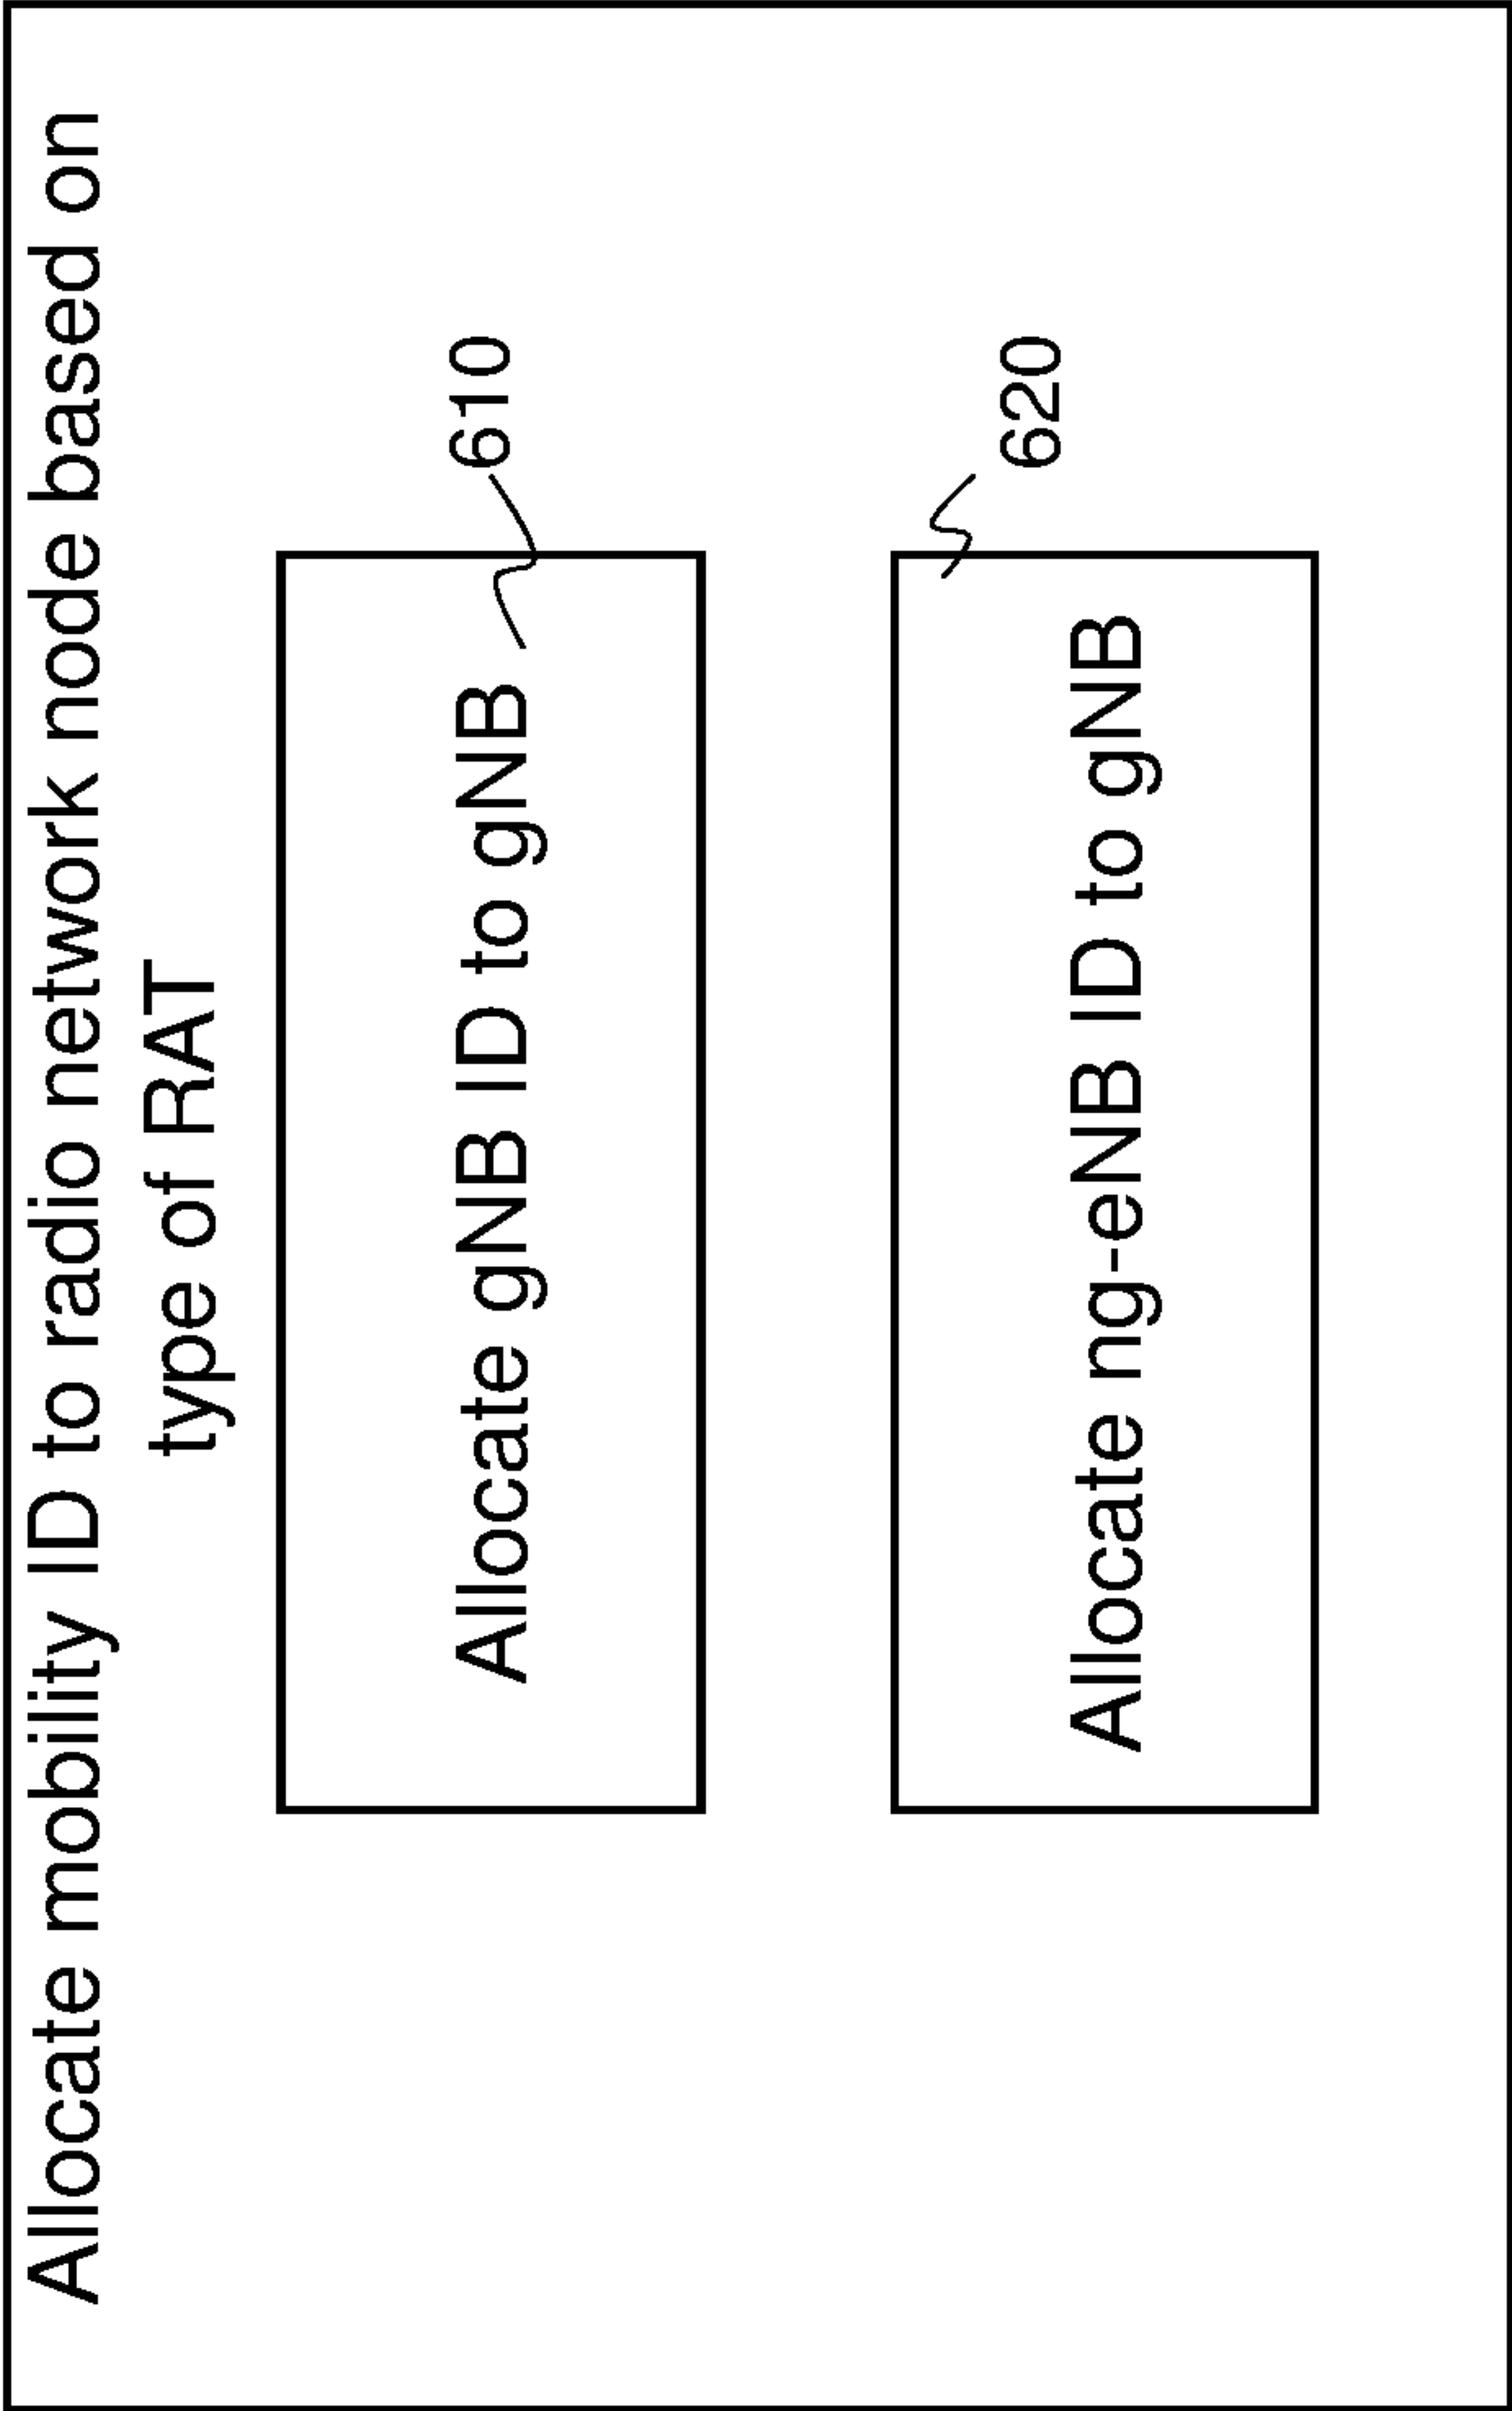 Allocate mobility ID to radio network node based on
type of RAT
610
Allocate gNB ID to gNB
620
Allocate ng-eNB ID to gNB